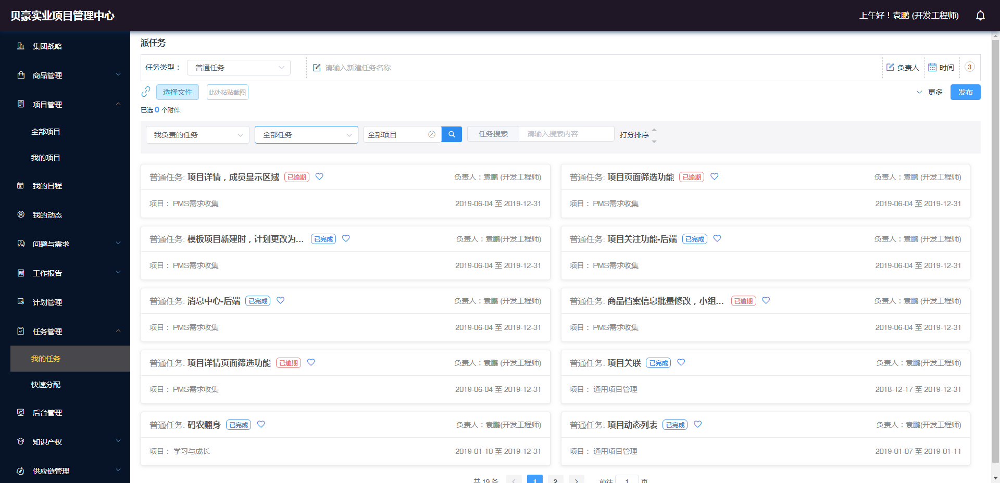 贝豪实业项目管理中心
上午好！袁鹏 (开发工程师)
集团战略
商品管理
项目管理
全部项目
我的项目
我的日程
我的动态
问题与需求
工作报告
计划管理
任务管理
我的任务
快速分配
后台管理
知识产权
供应链管理
派任务
任务类型： 普通任务 请输入新建任务名称 负责人 时间 3
选择文件 此处粘贴截图 更多 发布
已选 0 个附件:
我负责的任务 全部任务 全部项目 任务搜索 请输入搜索内容 打分排序
普通任务: 项目详情，成员显示区域 已逾期 负责人：袁鹏 (开发工程师)
项目： PMS需求收集 2019-06-04 至 2019-12-31
普通任务: 项目页面筛选功能 已逾期 负责人：袁鹏 (开发工程师)
项目： PMS需求收集 2019-06-04 至 2019-12-31
普通任务: 模板项目新建时，计划更改为... 已完成 负责人：袁鹏(开发工程师)
项目： PMS需求收集 2019-06-04 至 2019-12-31
普通任务: 项目关注功能-后端 已完成 负责人：袁鹏 (开发工程师)
项目： PMS需求收集 2019-06-04 至 2019-12-31
普通任务: 消息中心-后端 已完成 负责人：袁鹏 (开发工程师)
项目： PMS需求收集 2019-06-04 至 2019-12-31
普通任务: 商品档案信息批量修改，小组... 已逾期 负责人：袁鹏 (开发工程师)
项目： PMS需求收集 2019-06-04 至 2019-12-31
普通任务: 项目详情页面筛选功能 已逾期 负责人：袁鹏 (开发工程师)
项目： PMS需求收集 2019-06-04 至 2019-12-31
普通任务: 项目关联 已完成 负责人：袁鹏(开发工程师)
项目： 通用项目管理 2018-12-17 至 2019-12-31
普通任务: 码农翻身 已完成 负责人：袁鹏(开发工程师)
项目： 学习与成长 2019-01-10 至 2019-12-31
普通任务: 项目动态列表 已完成 负责人：袁鹏(开发工程师)
项目： 通用项目管理 2019-01-07 至 2019-01-11
共 19 条 1 2 前往 1 页